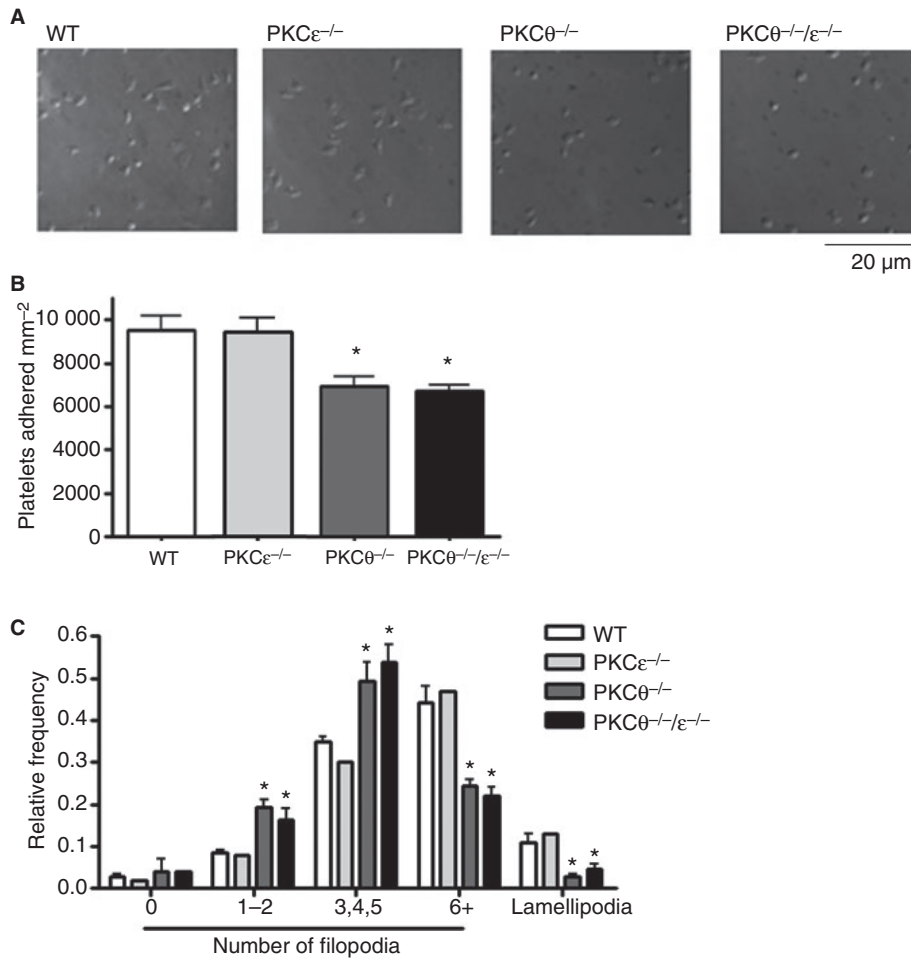 A
WT PKCε⁻/⁻ PKCθ⁻/⁻ PKCθ⁻/⁻/ε⁻/⁻
20 μm
B
Platelets adhered mm⁻²
10 000
8000
6000
4000
2000
0
WT PKCε⁻/⁻ PKCθ⁻/⁻ PKCθ⁻/⁻/ε⁻/⁻
* *
C
Relative frequency
0.6
0.5
0.4
0.3
0.2
0.1
0.0
* * * * * * * *
WT
PKCε⁻/⁻
PKCθ⁻/⁻
PKCθ⁻/⁻/ε⁻/⁻
0 1–2 3,4,5 6+ Lamellipodia
Number of filopodia